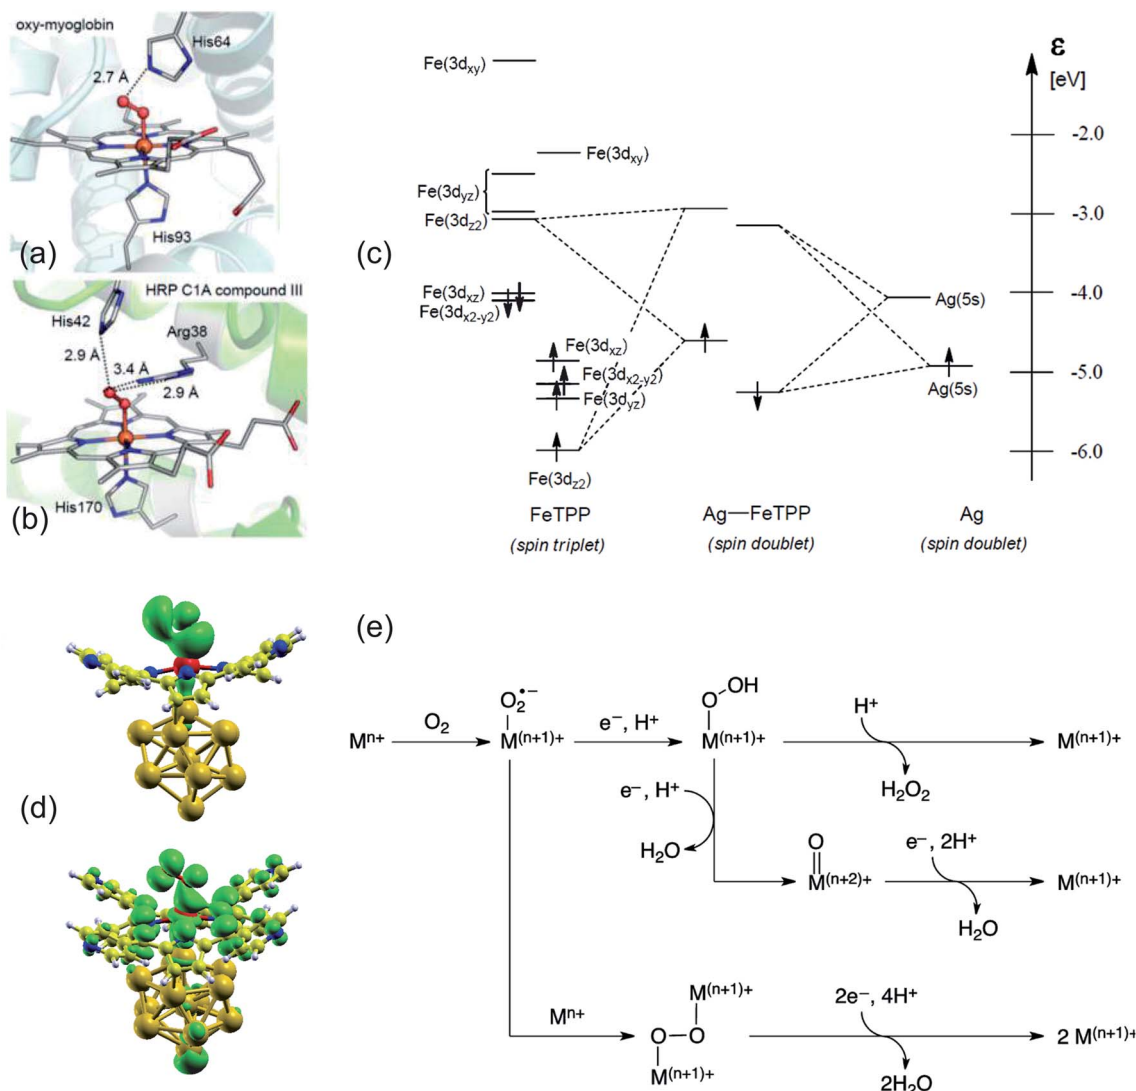 oxy-myoglobin
His64
2.7 Å
His93
(a)
HRP C1A compound III
His42
Arg38
2.9 Å
3.4 Å
2.9 Å
His170
(b)
ε
[eV]
Fe(3dxy)
-2.0
Fe(3dxy)
Fe(3dyz)
Fe(3dz2)
-3.0
(c)
Fe(3dxz)
Fe(3dx2-y2)
-4.0
Ag(5s)
Fe(3dxz)
Fe(3dx2-y2)
Fe(3dyz)
-5.0
Ag(5s)
-6.0
Fe(3dz2)
FeTPP
(spin triplet)
Ag—FeTPP
(spin doublet)
Ag
(spin doublet)
(d)
(e)
Mn+
O2
O2•−
M(n+1)+
e−, H+
O
OH
M(n+1)+
H+
H2O2
M(n+1)+
e−, H+
H2O
O
M(n+2)+
e−, 2H+
H2O
M(n+1)+
Mn+
M(n+1)+
O—O
M(n+1)+
2e−, 4H+
2H2O
2 M(n+1)+